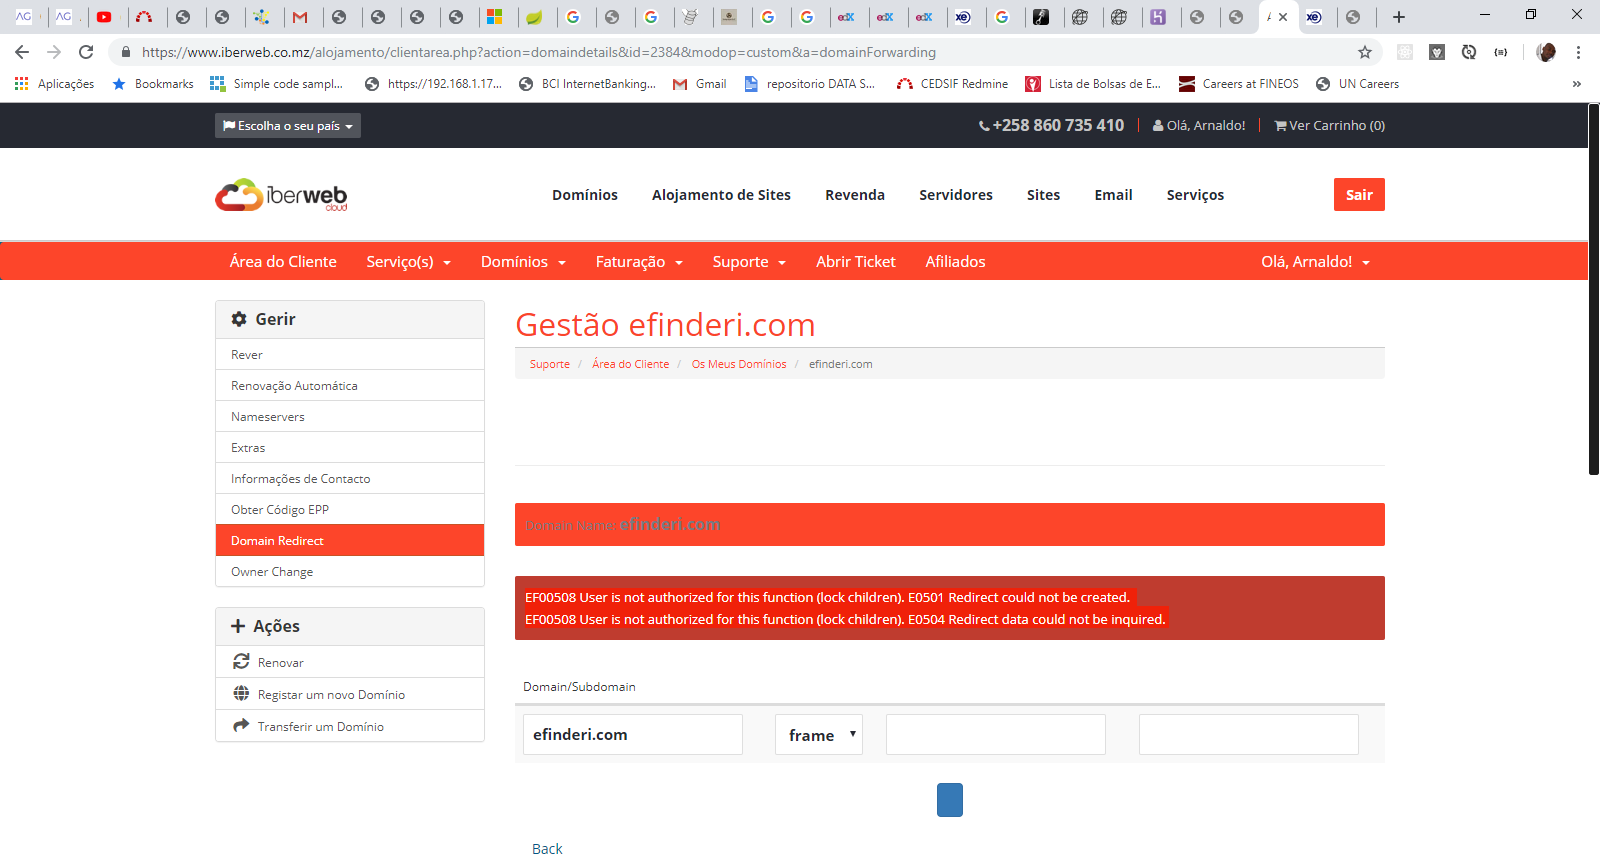 https://www.iberweb.co.mz/alojamento/clientarea.php?action=domaindetails&id=2384&modop=custom&a=domainForwarding
Aplicações Bookmarks Simple code sampl... https://192.168.1.17... BCI InternetBanking... Gmail repositorio DATA S... CEDSIF Redmine Lista de Bolsas de E... Careers at FINEOS UN Careers »
Escolha o seu país +258 860 735 410 Olá, Arnaldo! Ver Carrinho (0)
iberweb
cloud
Domínios Alojamento de Sites Revenda Servidores Sites Email Serviços Sair
Área do Cliente Serviço(s) Domínios Faturação Suporte Abrir Ticket Afiliados Olá, Arnaldo!
Gerir
Rever
Renovação Automática
Nameservers
Extras
Informações de Contacto
Obter Código EPP
Domain Redirect
Owner Change
Ações
Renovar
Registar um novo Domínio
Transferir um Domínio
Gestão efinderi.com
Suporte / Área do Cliente / Os Meus Domínios / efinderi.com
Domain Name: efinderi.com
EF00508 User is not authorized for this function (lock children). E0501 Redirect could not be created.
EF00508 User is not authorized for this function (lock children). E0504 Redirect data could not be inquired.
Domain/Subdomain
efinderi.com frame
Back